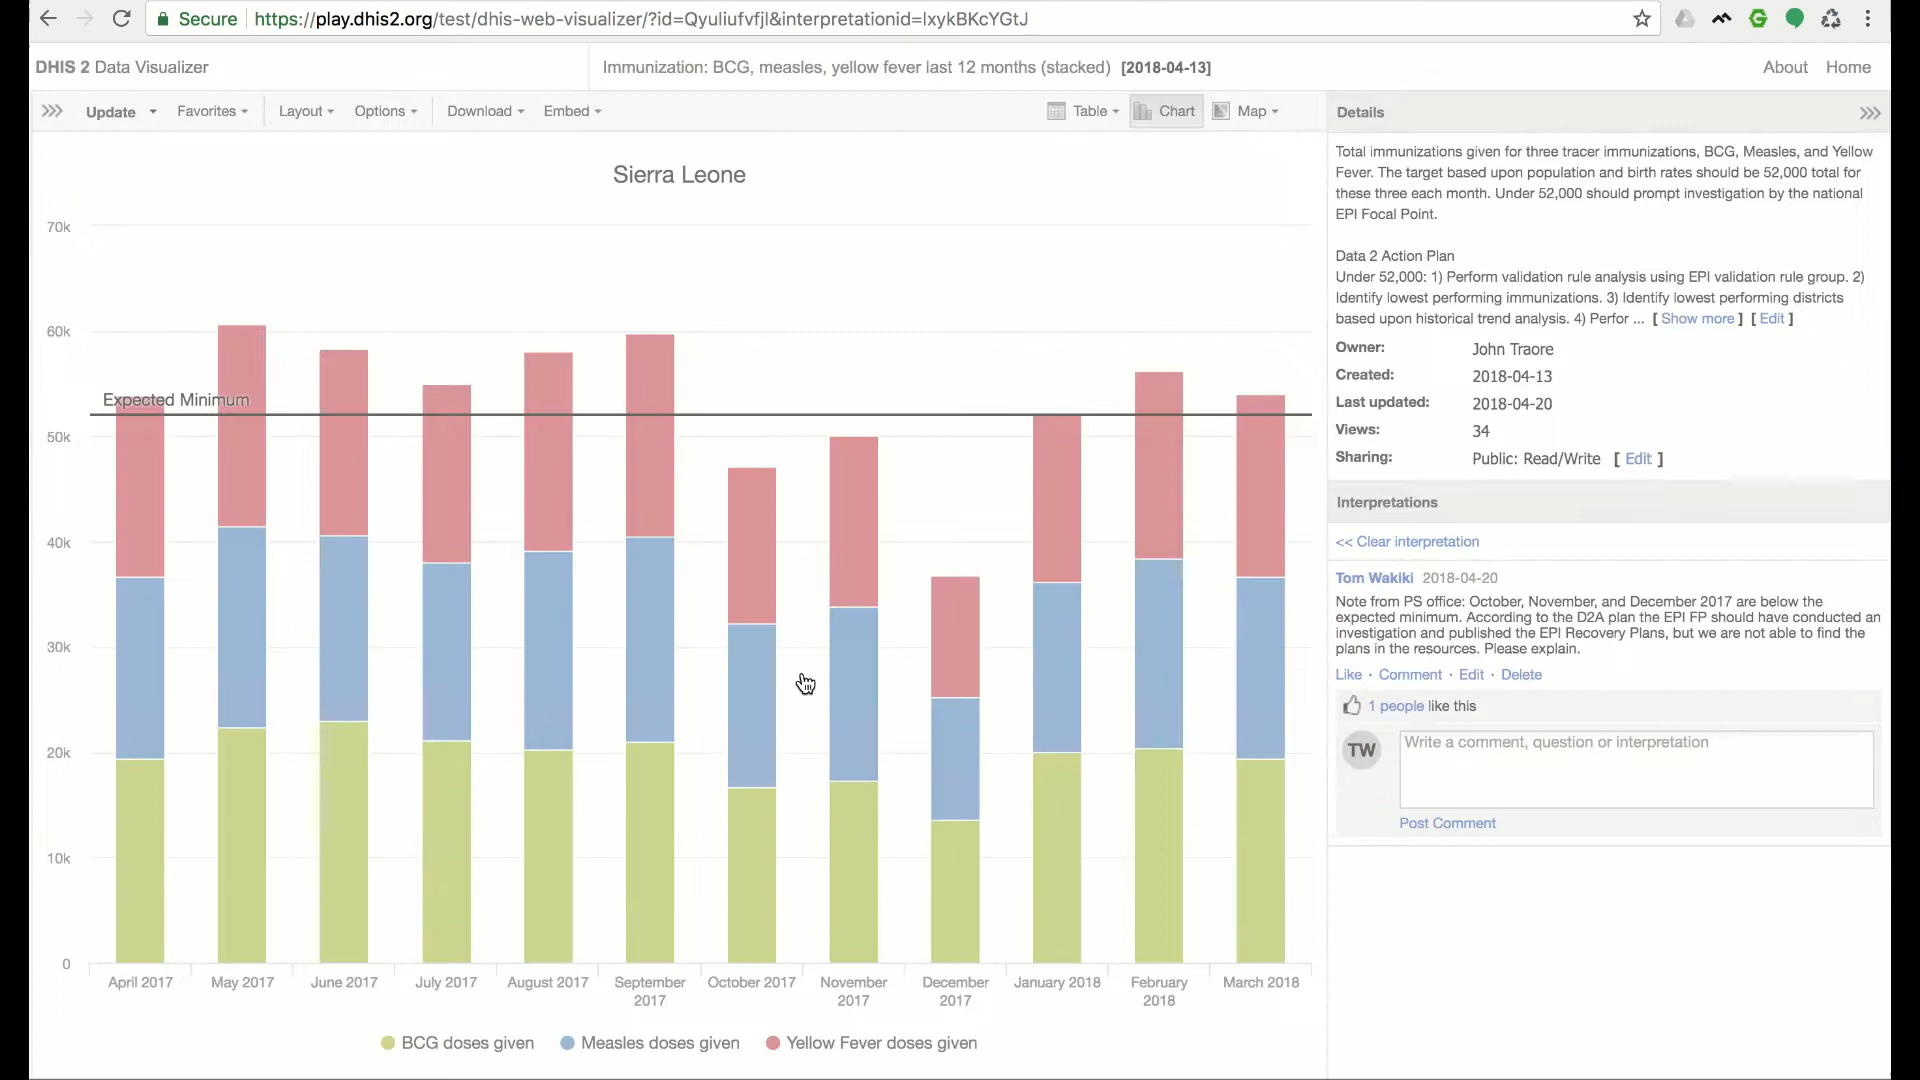 Secure https://play.dhis2.org/test/dhis-web-visualizer/?id=Qyuliufvfjl&interpretationid=lxykBKcYGtJ
DHIS 2 Data Visualizer
Immunization: BCG, measles, yellow fever last 12 months (stacked) [2018-04-13]
About Home
Update Favorites Layout Options Download Embed Table Chart Map
Sierra Leone
70k
60k
50k
40k
30k
20k
10k
0
Expected Minimum
April 2017
May 2017
June 2017
July 2017
August 2017
September
2017
October 2017
November
2017
December
2017
January 2018
February
2018
March 2018
BCG doses given Measles doses given Yellow Fever doses given
Details
Total immunizations given for three tracer immunizations, BCG, Measles, and Yellow
Fever. The target based upon population and birth rates should be 52,000 total for
these three each month. Under 52,000 should prompt investigation by the national
EPI Focal Point.
Data 2 Action Plan
Under 52,000: 1) Perform validation rule analysis using EPI validation rule group. 2)
Identify lowest performing immunizations. 3) Identify lowest performing districts
based upon historical trend analysis. 4) Perfor ... [ Show more ] [ Edit ]
Owner: John Traore
Created: 2018-04-13
Last updated: 2018-04-20
Views: 34
Sharing: Public: Read/Write [ Edit ]
Interpretations
<< Clear interpretation
Tom Wakiki 2018-04-20
Note from PS office: October, November, and December 2017 are below the
expected minimum. According to the D2A plan the EPI FP should have conducted an
investigation and published the EPI Recovery Plans, but we are not able to find the
plans in the resources. Please explain.
Like · Comment · Edit · Delete
1 people like this
TW
Write a comment, question or interpretation
Post Comment